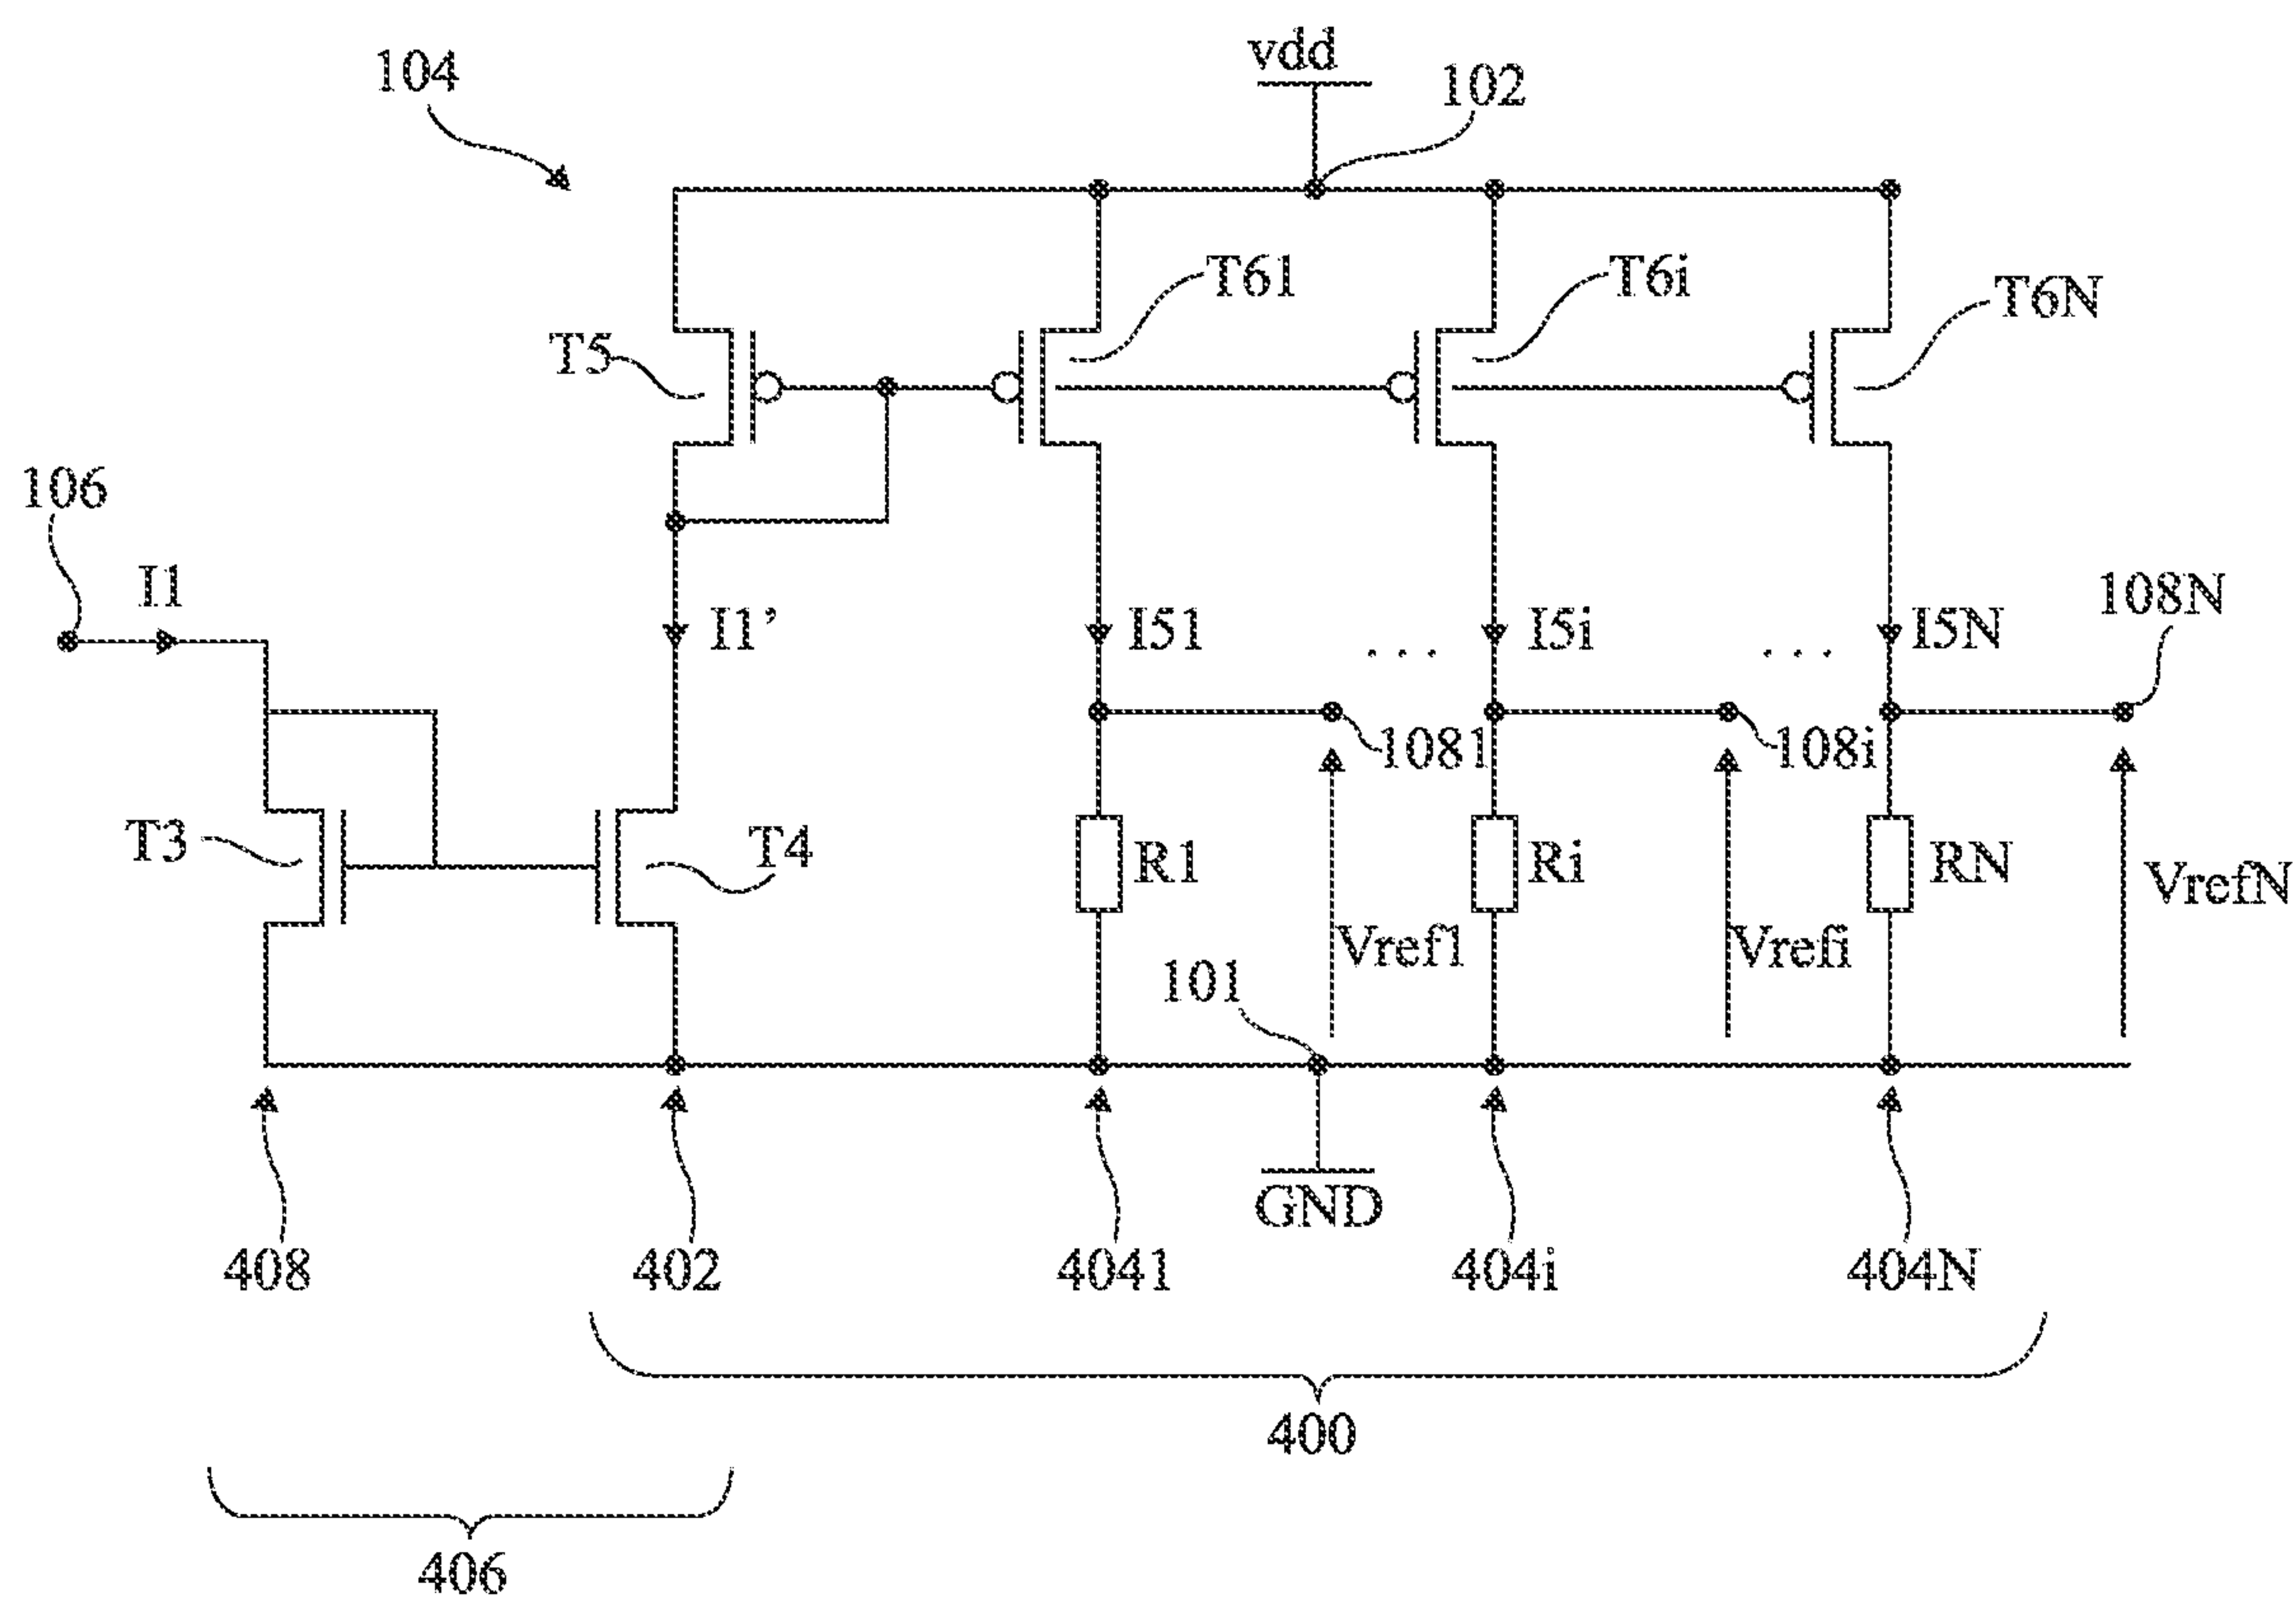 vdd
104
102
T61
T6i
T6N
T5
106
I1
I1’
I51
. . .
I5i
. . .
I5N
108N
1081
108i
T3
T4
R1
Ri
RN
VrefN
Vref1
Vrefi
101
GND
408
402
4041
404i
404N
400
406